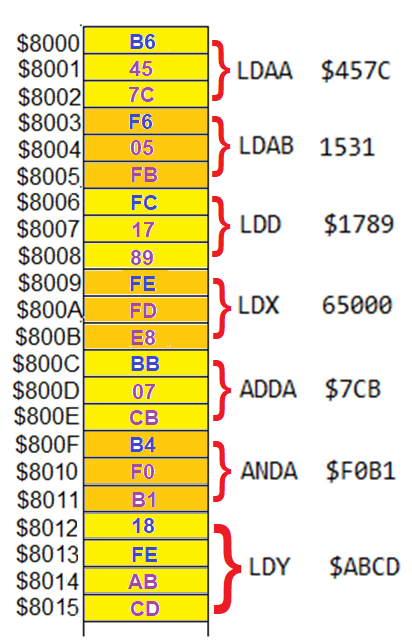 $8000 B6
$8001 45 LDAA $457C
$8002 7C
$8003 F6
$8004 05 LDAB 1531
$8005 FB
$8006 FC
$8007 17 LDD $1789
$8008 89
$8009 FE
$800A FD LDX 65000
$800B E8
$800C BB
$800D 07 ADDA $7CB
$800E CB
$800F B4
$8010 F0 ANDA $F0B1
$8011 B1
$8012 18
$8013 FE LDY $ABCD
$8014 AB
$8015 CD